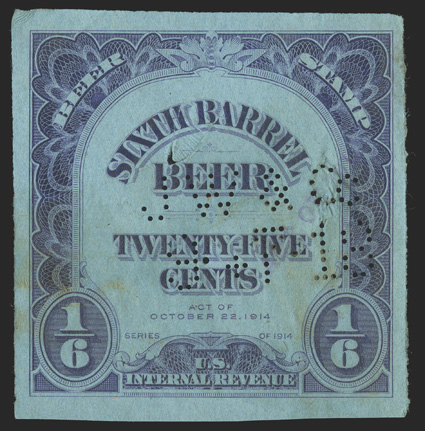 BEER STAMP
SIXTH BARREL
BEER
TWENTY-FIVE
CENTS
ACT OF
OCTOBER 22, 1914
SERIES OF 1914
1/6 1/6
U.S.
INTERNAL REVENUE